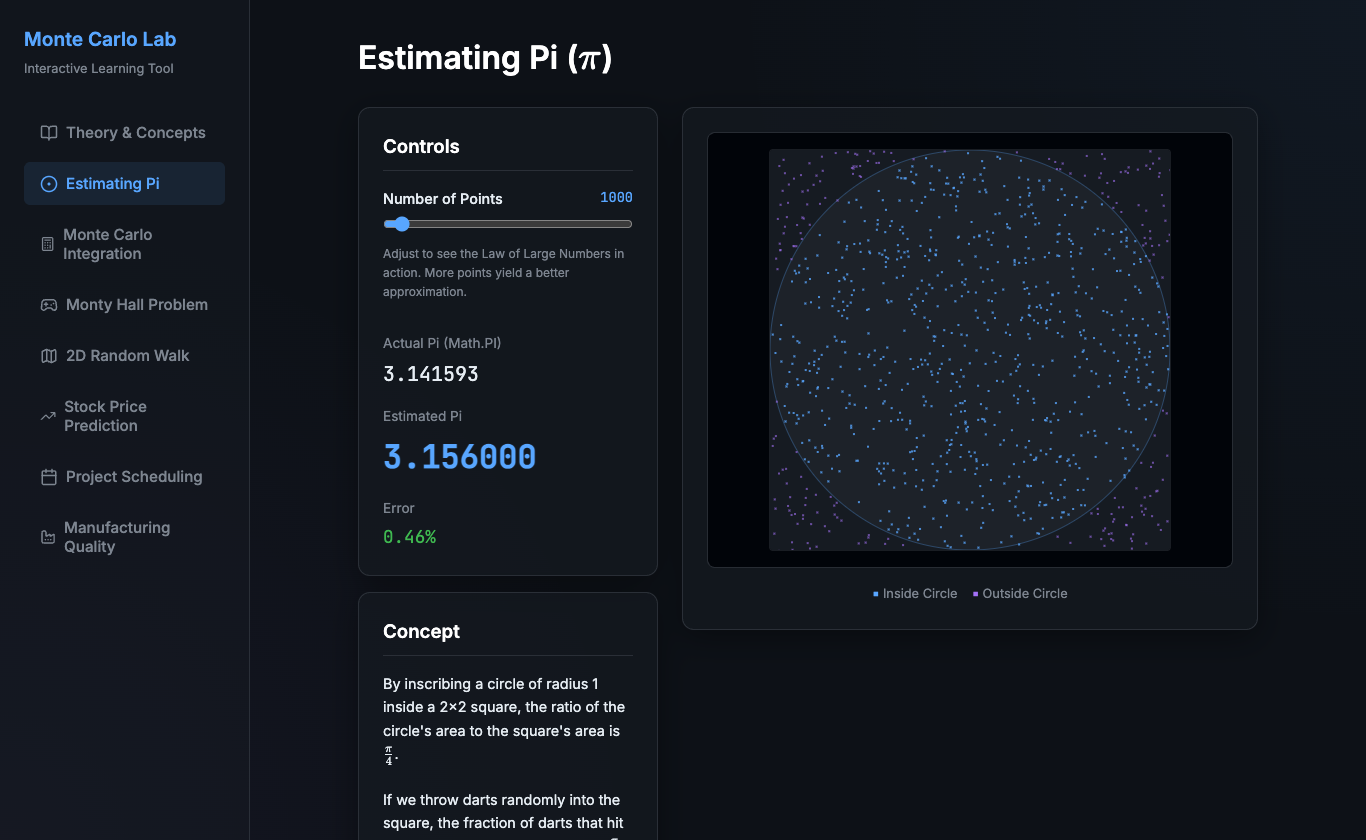 Monte Carlo Lab
Interactive Learning Tool
Theory & Concepts
Estimating Pi
Monte Carlo
Integration
Monty Hall Problem
2D Random Walk
Stock Price
Prediction
Project Scheduling
Manufacturing
Quality
Estimating Pi (π)
Controls
Number of Points 1000
Adjust to see the Law of Large Numbers in
action. More points yield a better
approximation.
Actual Pi (Math.PI)
3.141593
Estimated Pi
3.156000
Error
0.46%
Concept
By inscribing a circle of radius 1
inside a 2×2 square, the ratio of the
circle's area to the square's area is
π/4.
If we throw darts randomly into the
square, the fraction of darts that hit
Inside Circle Outside Circle